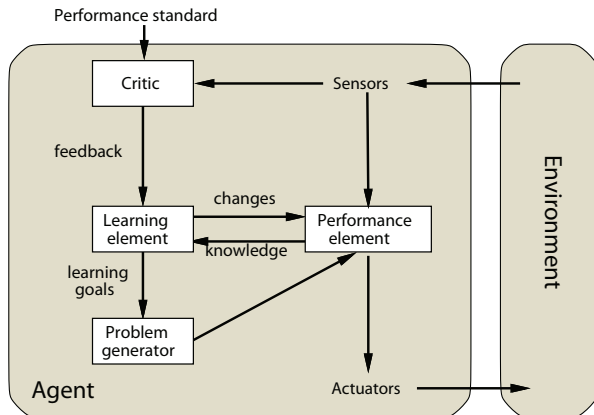 Performance standard
Critic
Sensors
feedback
changes
Learning
element
Performance
element
knowledge
learning
goals
Problem
generator
Agent
Actuators
Environment